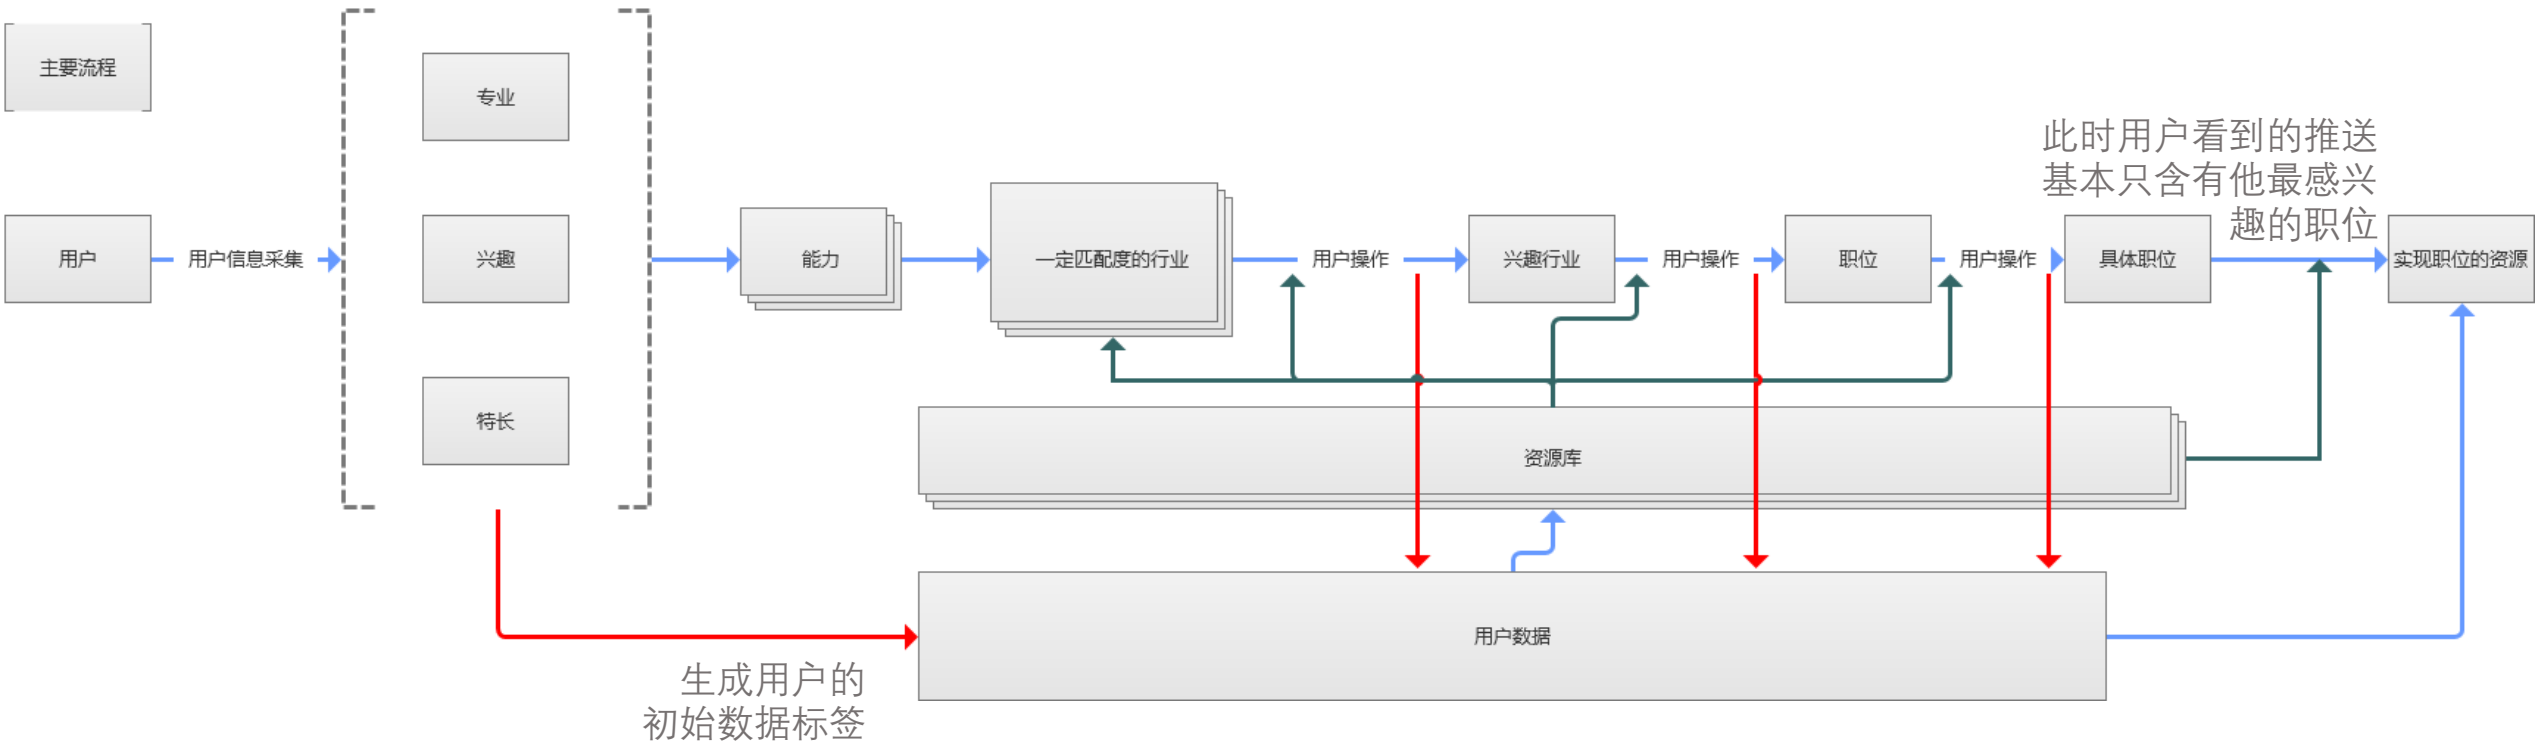 主要流程
专业
此时用户看到的推送
基本只含有他最感兴
趣的职位
用户
用户信息采集
兴趣
能力
一定匹配度的行业
用户操作
兴趣行业
用户操作
职位
用户操作
具体职位
实现职位的资源
特长
资源库
用户数据
生成用户的
初始数据标签